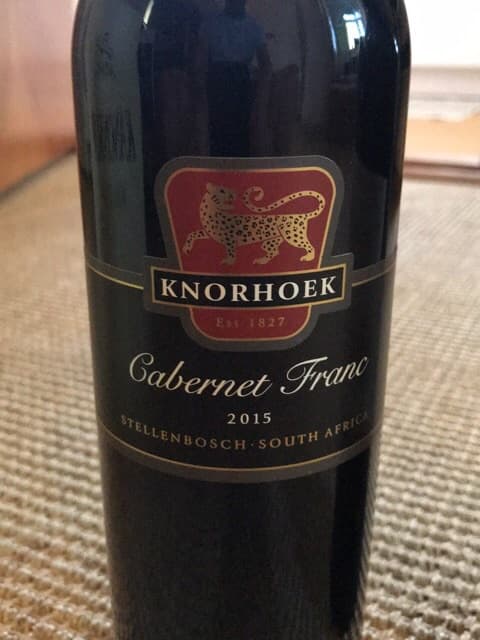 KNORHOEK
Est 1827
Cabernet Franc
2015
STELLENBOSCH · SOUTH AFRICA